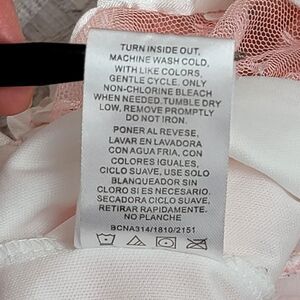 TURN INSIDE OUT,
MACHINE WASH COLD,
WITH LIKE COLORS,
GENTLE CYCLE. ONLY
NON-CHLORINE BLEACH
WHEN NEEDED. TUMBLE DRY
LOW, REMOVE PROMPTLY
DO NOT IRON.
PONER AL REVESE,
LAVAR EN LAVADORA
CON AGUA FRIA, CON
COLORES IGUALES,
CICLO SUAVE, USE SOLO
BLANQUEADOR SIN
CLORO SI ES NECESARIO.
SECADORA CICLO SUAVE,
RETIRAR RAPIDAMENTE.
NO PLANCHE
BCNA314/1810/2151